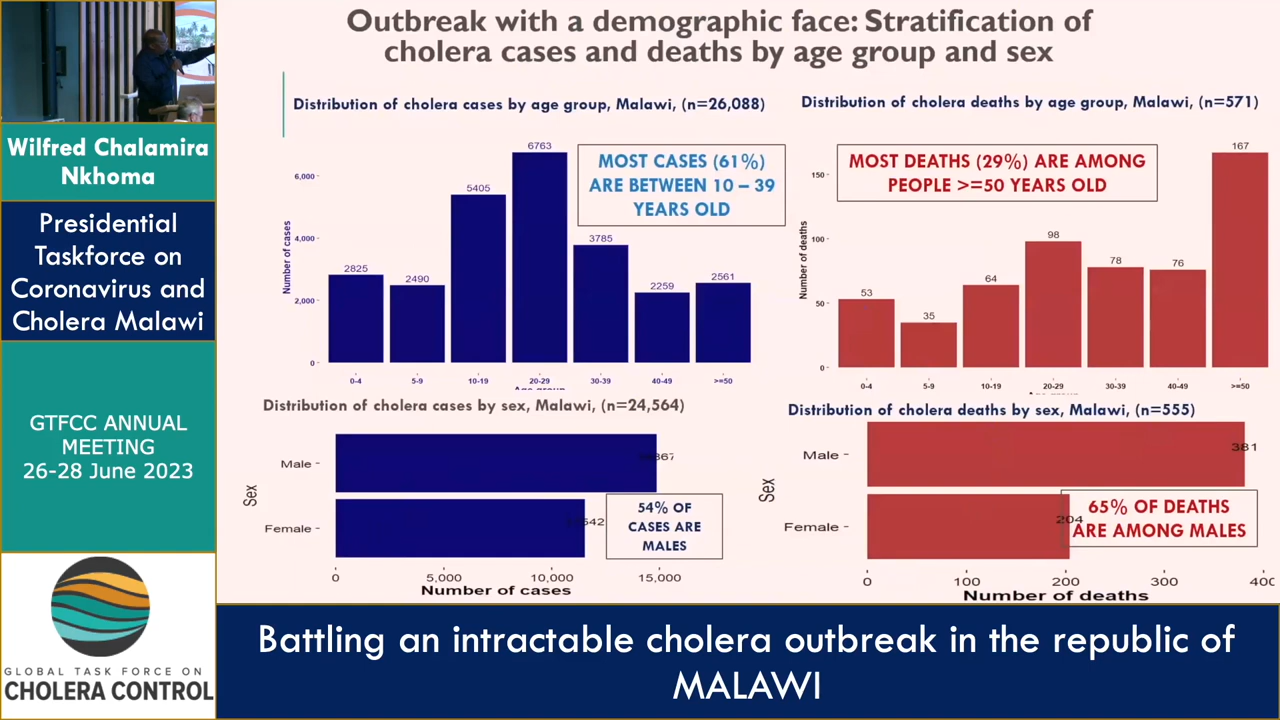 Outbreak with a demographic face: Stratification of
cholera cases and deaths by age group and sex
Wilfred Chalamira
Nkhoma
Presidential
Taskforce on
Coronavirus and
Cholera Malawi
GTFCC ANNUAL
MEETING
26-28 June 2023
GLOBAL TASK FORCE ON
CHOLERA CONTROL
Distribution of cholera cases by age group, Malawi, (n=26,088)
MOST CASES (61%)
ARE BETWEEN 10 – 39
YEARS OLD
Number of cases
6,000
4,000
2,000
0
2825
2490
5405
6763
3785
2259
2561
0-4
5-9
10-19
20-29
30-39
40-49
>=50
Distribution of cholera deaths by age group, Malawi, (n=571)
MOST DEATHS (29%) ARE AMONG
PEOPLE >=50 YEARS OLD
Number of deaths
150
100
50
0
53
35
64
98
78
76
167
0-4
5-9
10-19
20-29
30-39
40-49
>=50
Distribution of cholera cases by sex, Malawi, (n=24,564)
Sex
Male
Female
54% OF
CASES ARE
MALES
0
5,000
10,000
15,000
Number of cases
Distribution of cholera deaths by sex, Malawi, (n=555)
Sex
Male
381
Female
204
65% OF DEATHS
ARE AMONG MALES
0
100
200
300
Number of deaths
Battling an intractable cholera outbreak in the republic of
MALAWI